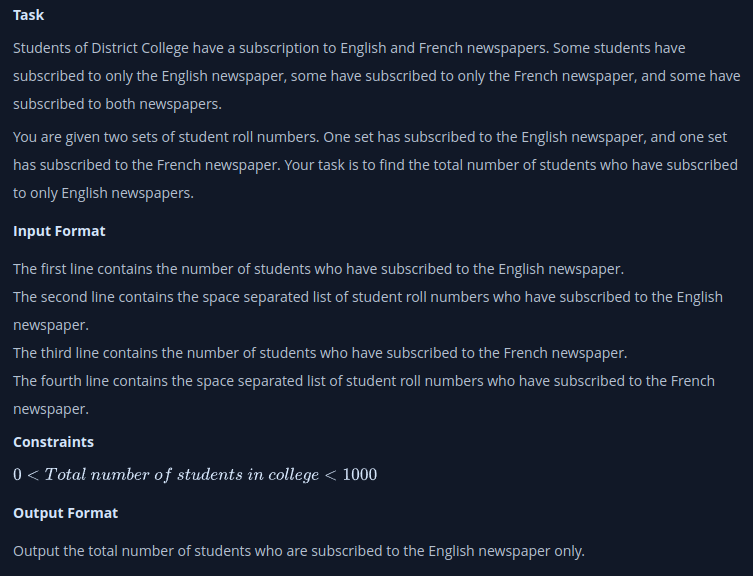 Task
Students of District College have a subscription to English and French newspapers. Some students have
subscribed to only the English newspaper, some have subscribed to only the French newspaper, and some have
subscribed to both newspapers.
You are given two sets of student roll numbers. One set has subscribed to the English newspaper, and one set
has subscribed to the French newspaper. Your task is to find the total number of students who have subscribed
to only English newspapers.
Input Format
The first line contains the number of students who have subscribed to the English newspaper.
The second line contains the space separated list of student roll numbers who have subscribed to the English
newspaper.
The third line contains the number of students who have subscribed to the French newspaper.
The fourth line contains the space separated list of student roll numbers who have subscribed to the French
newspaper.
Constraints
0 < Total number of students in college < 1000
Output Format
Output the total number of students who are subscribed to the English newspaper only.